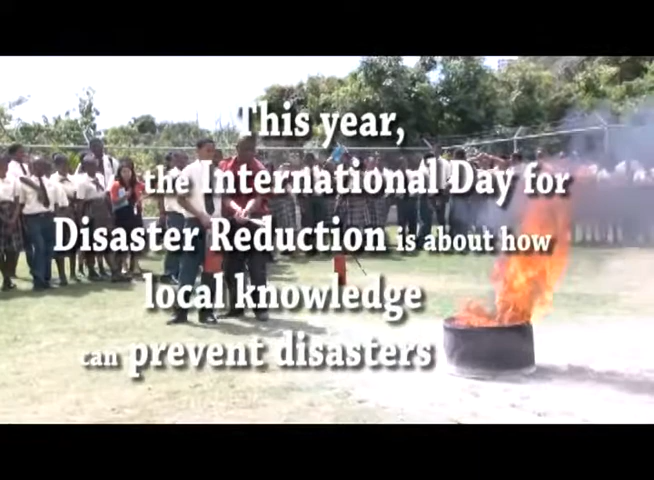 This year,
the International Day for
Disaster Reduction is about how
local knowledge
can prevent disasters